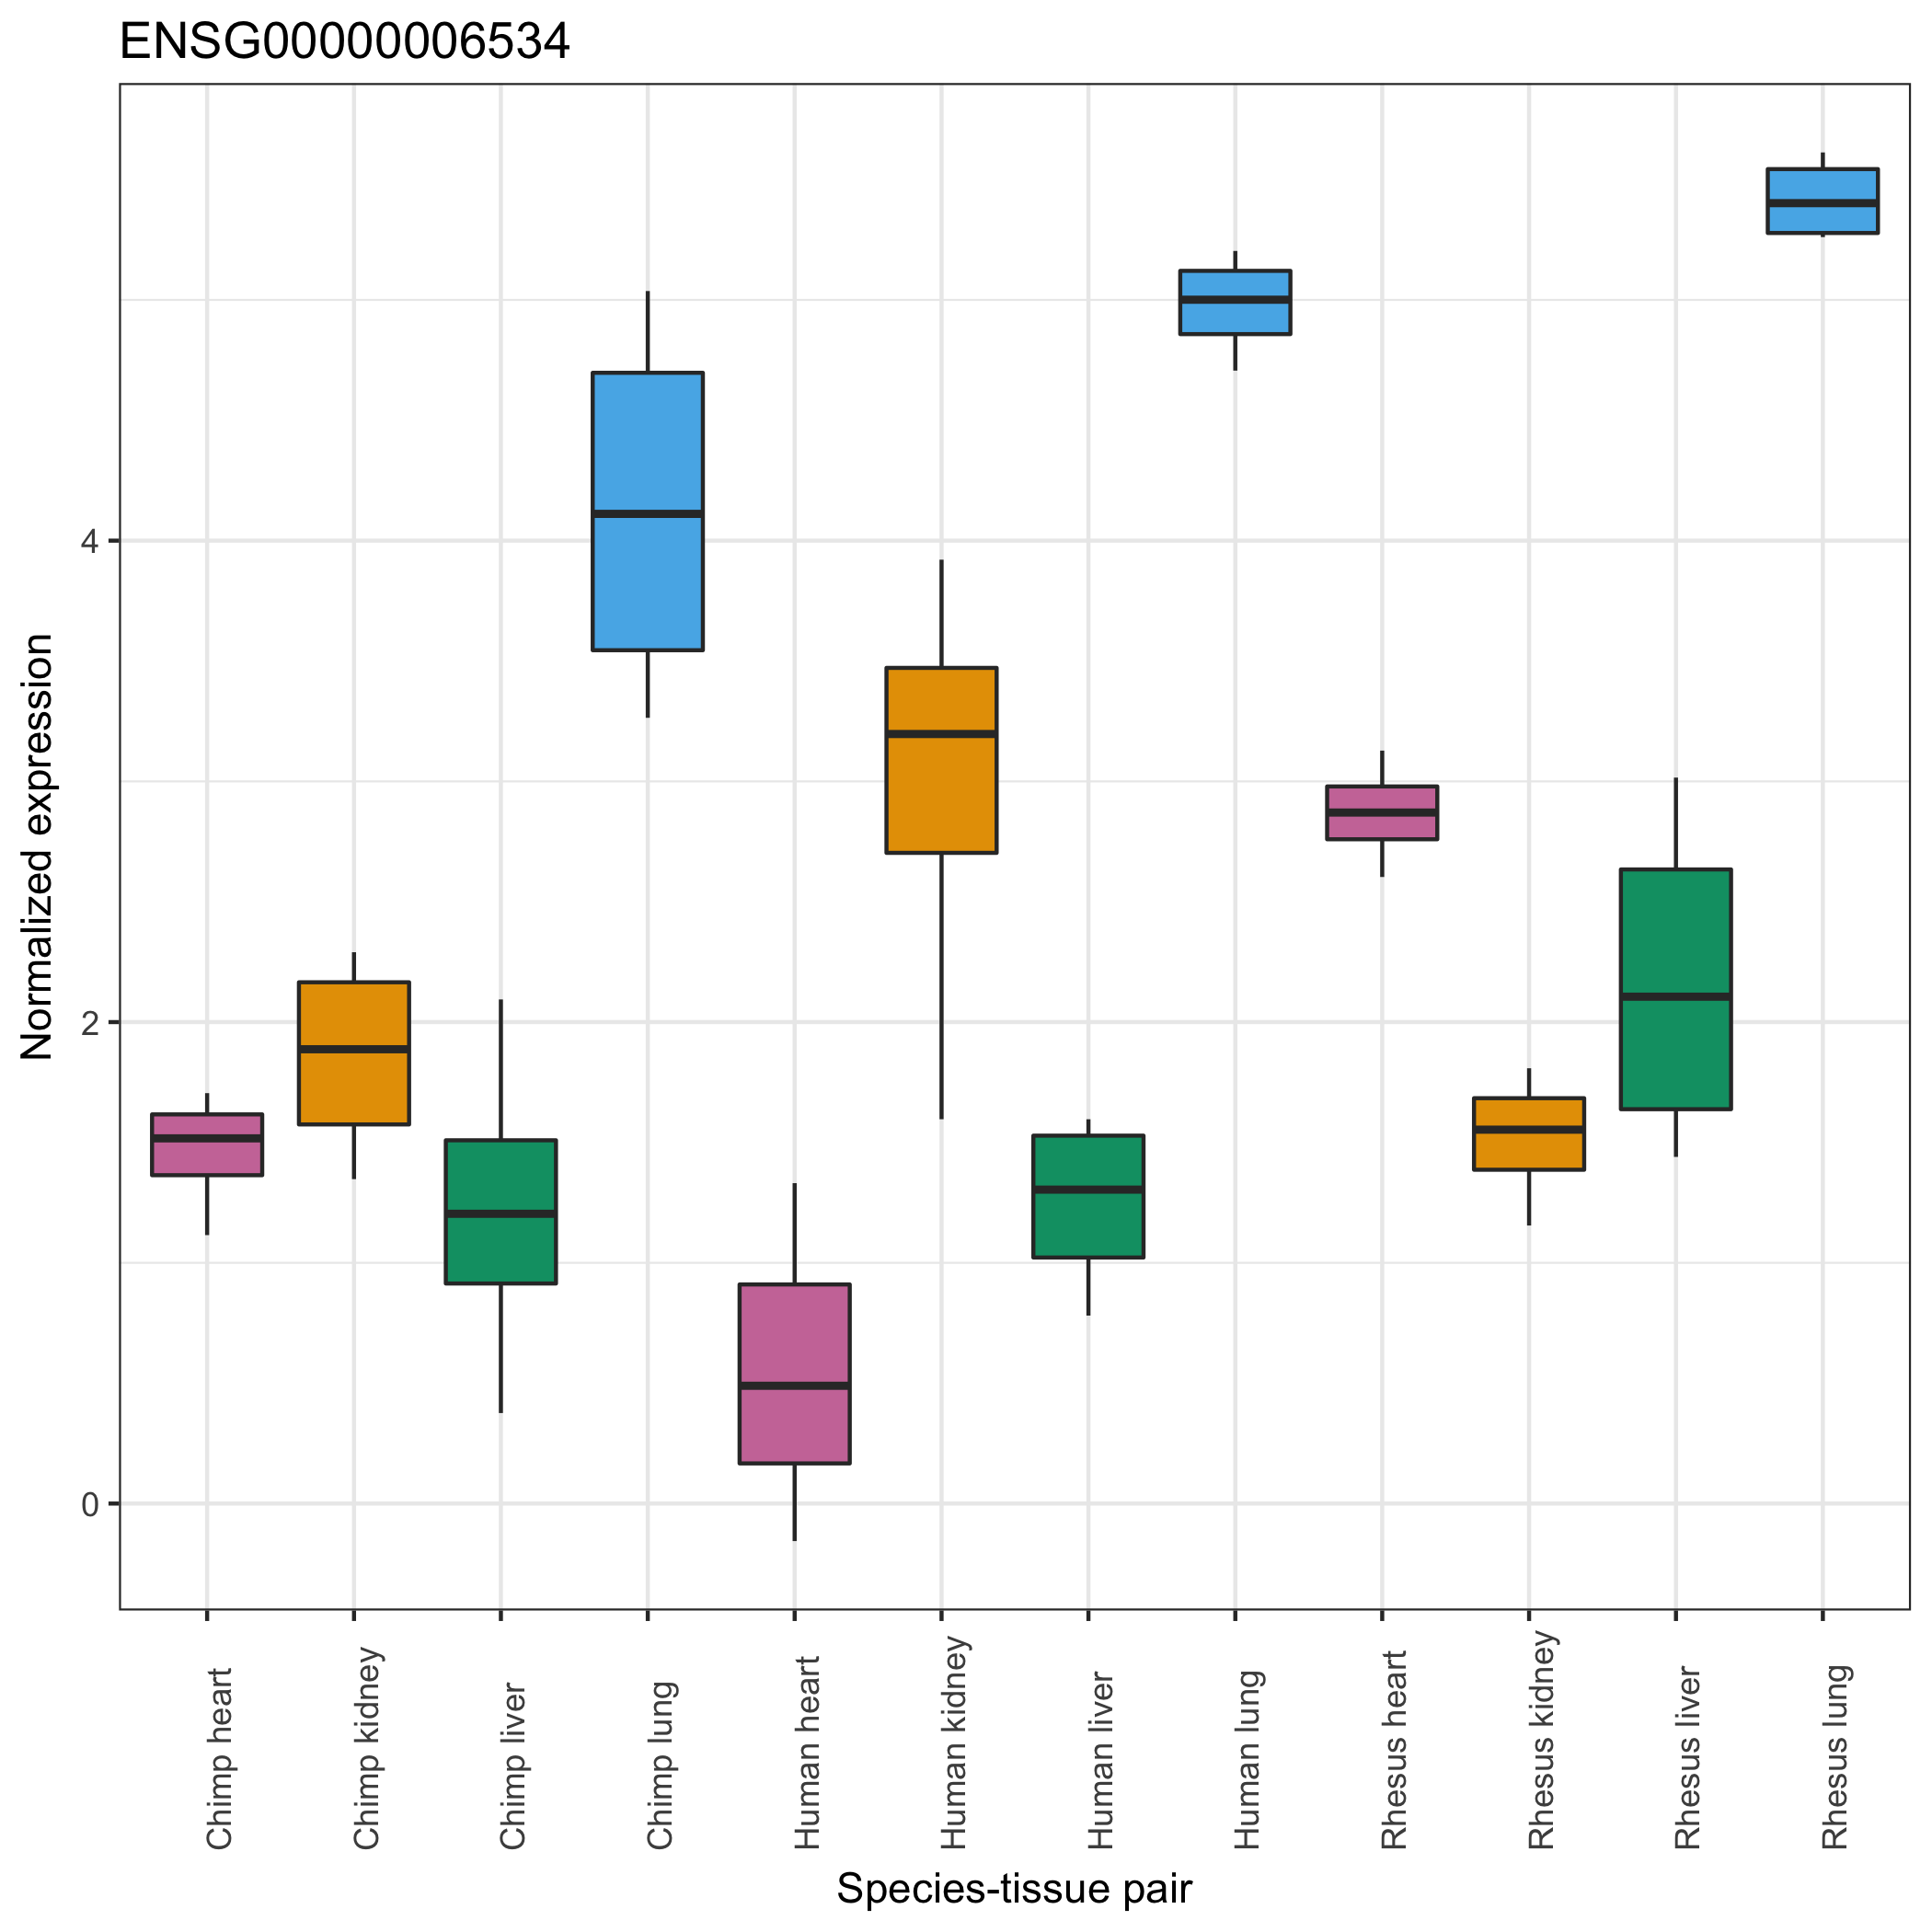 ENSG00000006534
Normalized expression
4
2
0
Chimp heart
Chimp kidney
Chimp liver
Chimp lung
Human heart
Human kidney
Human liver
Human lung
Rhesus heart
Rhesus kidney
Rhesus liver
Rhesus lung
Species-tissue pair